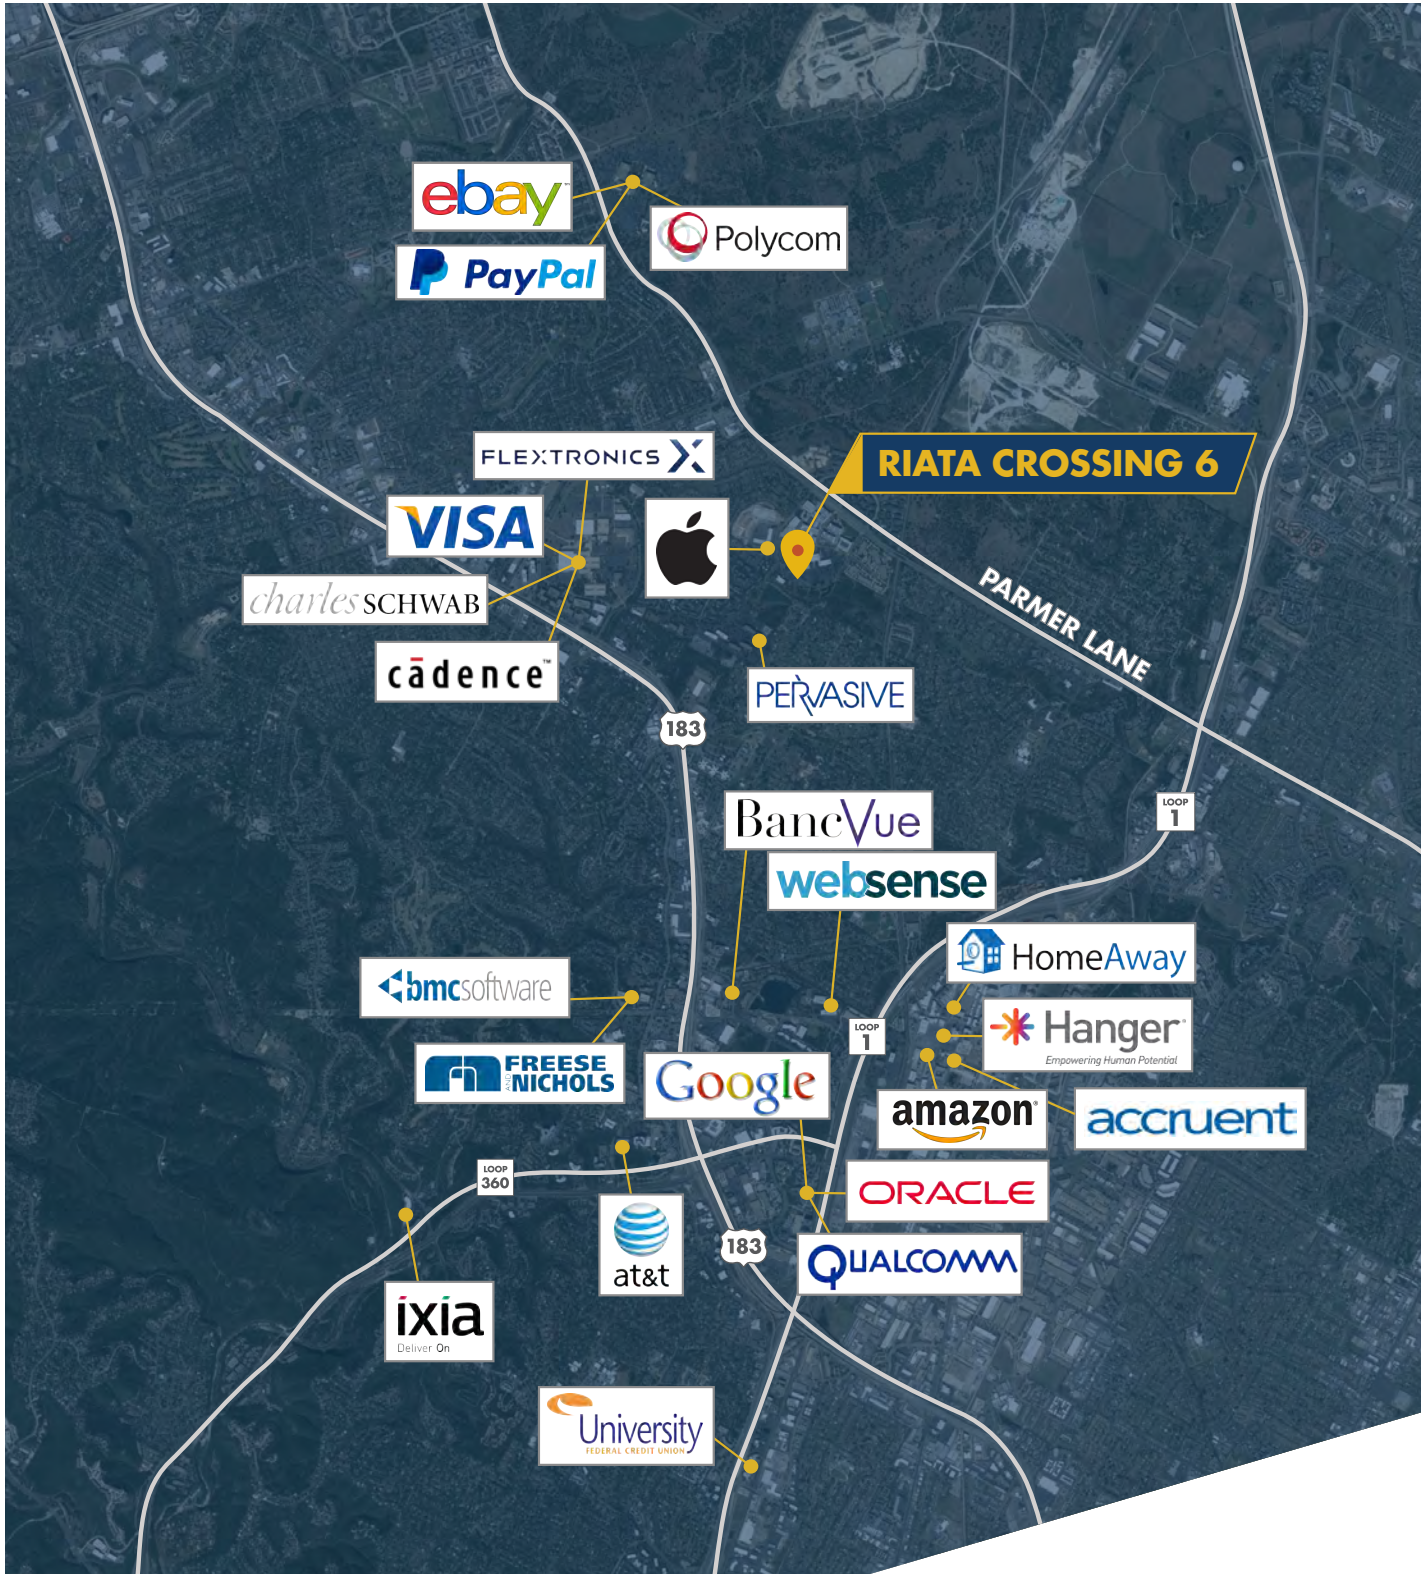 ebay
Polycom
PayPal
FLEXTRONICS
RIATA CROSSING 6
VISA
charles SCHWAB
PARMER LANE
cādence™
PERVASIVE
183
BancVue
LOOP
1
websense
HomeAway
bmcsoftware
Hanger
Empowering Human Potential
LOOP
1
FREESE
AND NICHOLS
Google
amazon
accruent
LOOP
360
ORACLE
at&t
183
QUALCOMM
ixia
Deliver On
University
FEDERAL CREDIT UNION